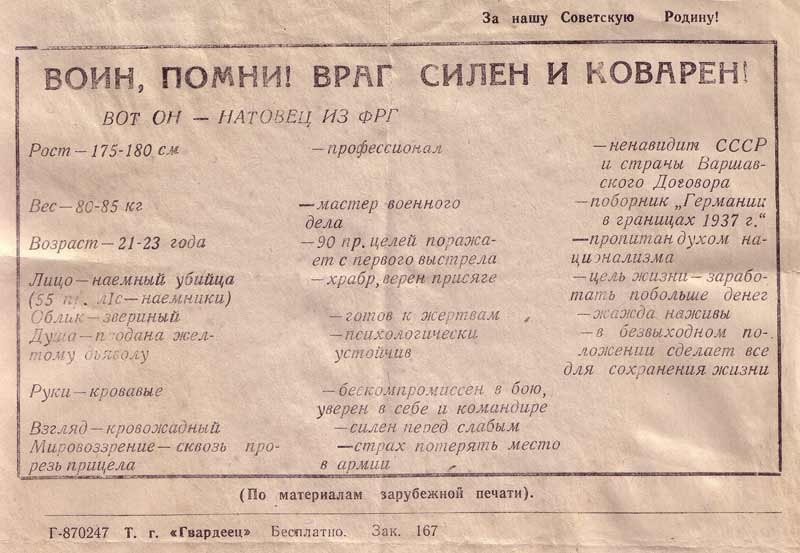 За нашу Советскую Родину!
ВОИН, ПОМНИ! ВРАГ СИЛЕН И КОВАРЕН!
ВОТ ОН — НАТОВЕЦ ИЗ ФРГ
Рост — 175-180 см
Вес — 80-85 кг
Возраст — 21-23 года
Лицо — наемный убийца
(55 пр. л/с — наемники)
Облик — звериный
Душа — продана жел-
тому дьяволу
Руки — кровавые
Взгляд — кровожадный
Мировоззрение — сквозь про-
резь прицела
— профессионал
— мастер военного
дела
— 90 пр. целей поража-
ет с первого выстрела
— храбр, верен присяге
— готов к жертвам
— психологически
устойчив
— бескомпромиссен в бою,
уверен в себе и командире
— силен перед слабым
— страх потерять место
в армии
— ненавидит СССР
и страны Варшав-
ского Договора
— поборник „Германии
в границах 1937 г.“
— пропитан духом на-
ционализма
— цель жизни — зарабо-
тать побольше денег
— жажда наживы
— в безвыходном по-
ложении сделает все
для сохранения жизни
(По материалам зарубежной печати).
Г-870247 Т. г. «Гвардеец» Бесплатно. Зак. 167